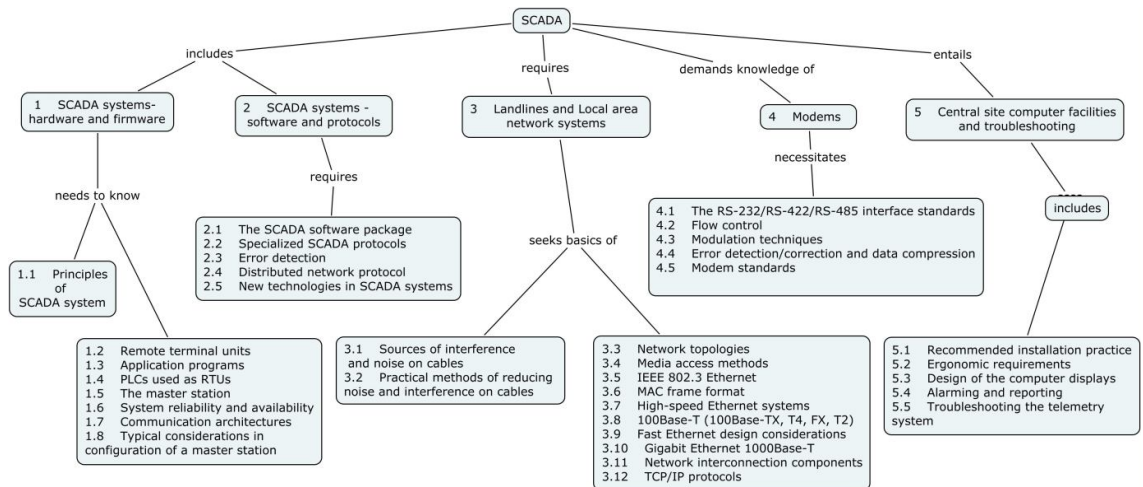 SCADA
includes
requires
demands knowledge of
entails
1 SCADA systems-
hardware and firmware
2 SCADA systems -
software and protocols
3 Landlines and Local area
network systems
4 Modems
5 Central site computer facilities
and troubleshooting
needs to know
requires
seeks basics of
necessitates
includes
1.1 Principles
of
SCADA system
1.2 Remote terminal units
1.3 Application programs
1.4 PLCs used as RTUs
1.5 The master station
1.6 System reliability and availability
1.7 Communication architectures
1.8 Typical considerations in
configuration of a master station
2.1 The SCADA software package
2.2 Specialized SCADA protocols
2.3 Error detection
2.4 Distributed network protocol
2.5 New technologies in SCADA systems
3.1 Sources of interference
and noise on cables
3.2 Practical methods of reducing
noise and interference on cables
3.3 Network topologies
3.4 Media access methods
3.5 IEEE 802.3 Ethernet
3.6 MAC frame format
3.7 High-speed Ethernet systems
3.8 100Base-T (100Base-TX, T4, FX, T2)
3.9 Fast Ethernet design considerations
3.10 Gigabit Ethernet 1000Base-T
3.11 Network interconnection components
3.12 TCP/IP protocols
4.1 The RS-232/RS-422/RS-485 interface standards
4.2 Flow control
4.3 Modulation techniques
4.4 Error detection/correction and data compression
4.5 Modem standards
5.1 Recommended installation practice
5.2 Ergonomic requirements
5.3 Design of the computer displays
5.4 Alarming and reporting
5.5 Troubleshooting the telemetry
system